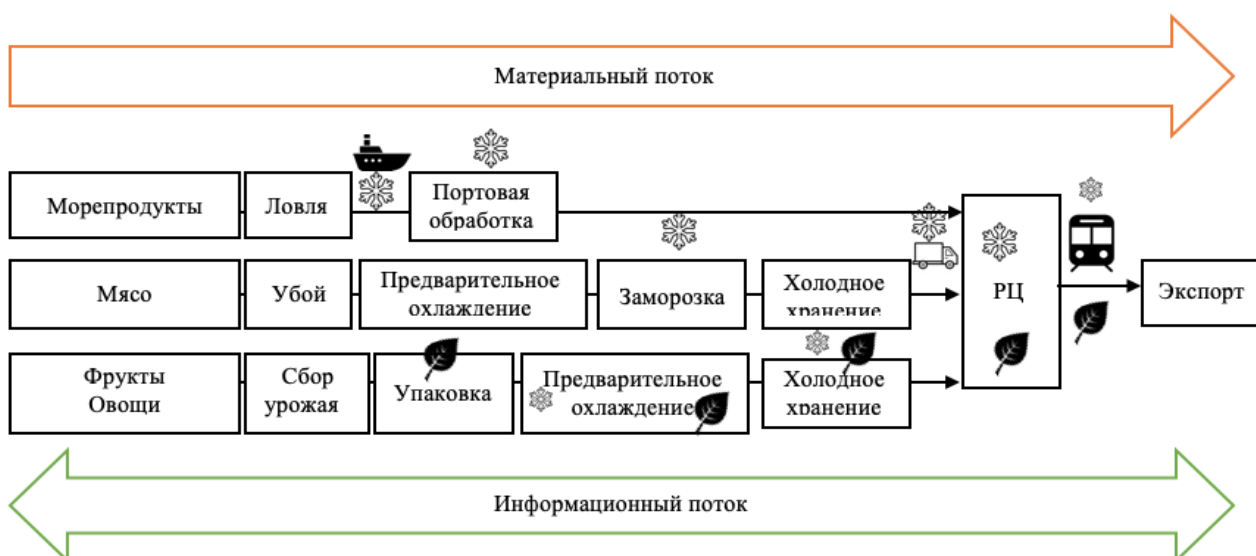 Материальный поток
Морепродукты
Ловля
Портовая
обработка
Мясо
Убой
Предварительное
охлаждение
Заморозка
Холодное
хранение
РЦ
Экспорт
Фрукты
Овощи
Сбор
урожая
Упаковка
Предварительное
охлаждение
Холодное
хранение
Информационный поток